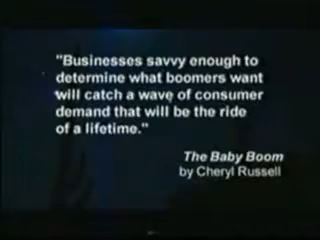 "Businesses savvy enough to
determine what boomers want
will catch a wave of consumer
demand that will be the ride
of a lifetime."
The Baby Boom
by Cheryl Russell